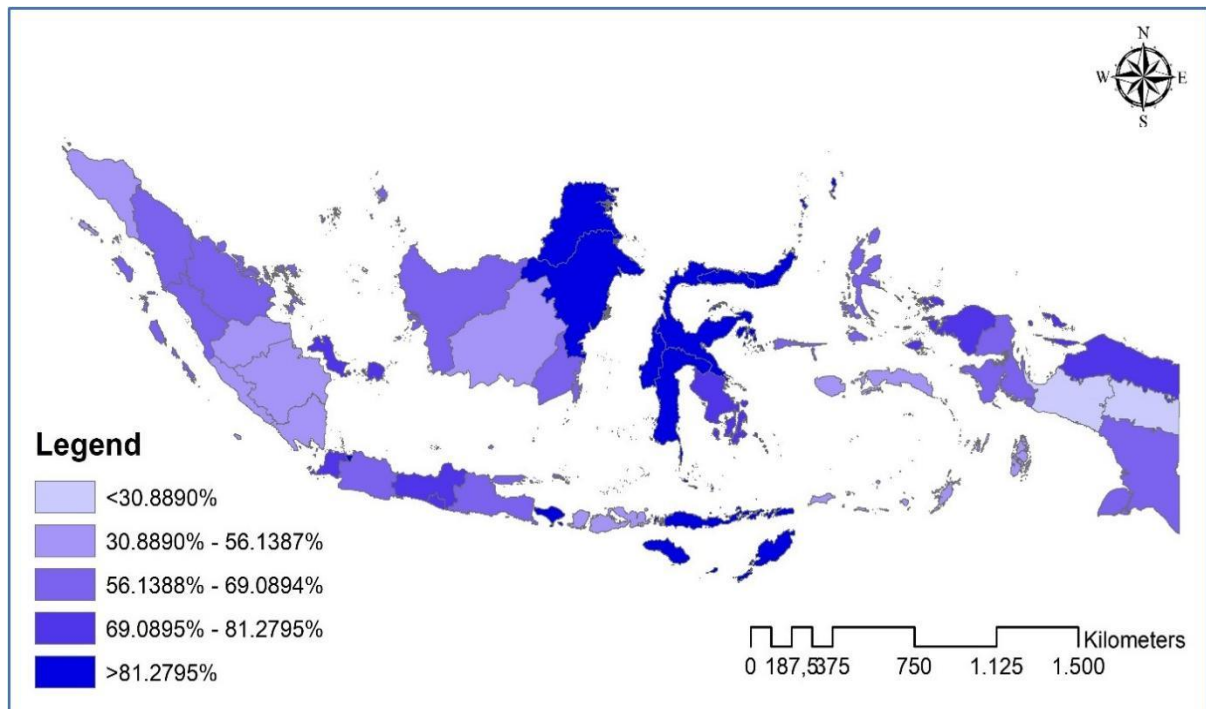 N
W E
S
Legend
<30.8890%
30.8890% - 56.1387%
56.1388% - 69.0894%
69.0895% - 81.2795%
>81.2795%
Kilometers
0 187,5375 750 1.125 1.500